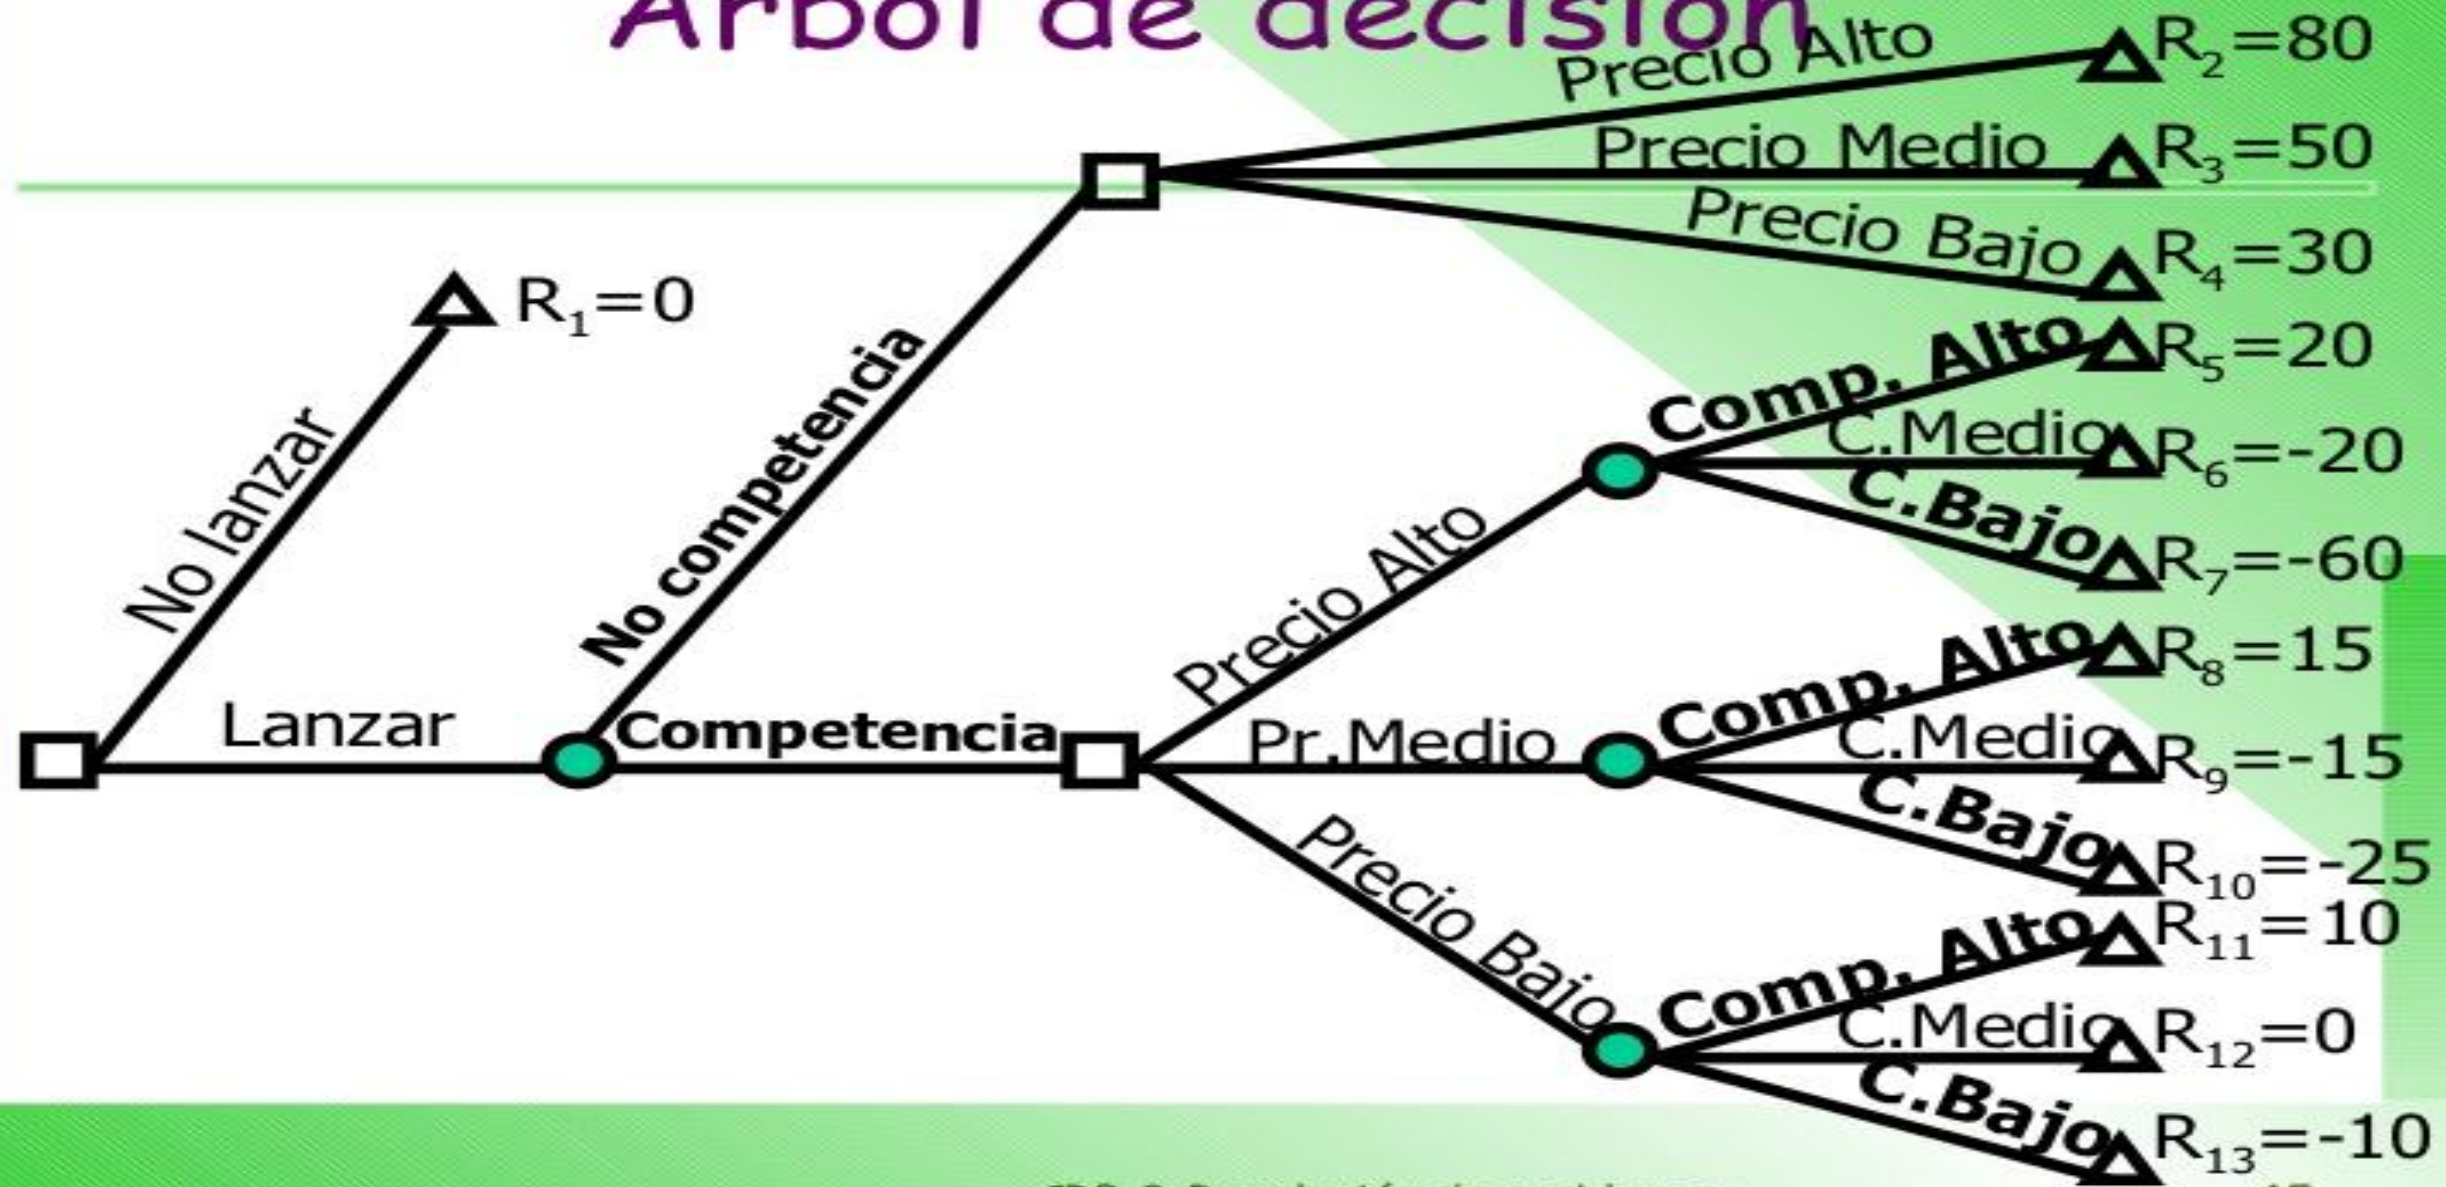 Árbol de decisión
Precio Alto
R2=80
Precio Medio
R3=50
Precio Bajo
R4=30
No lanzar
R1=0
No competencia
Lanzar
Competencia
Precio Alto
Comp. Alto
R5=20
C.Medio
R6=-20
C.Bajo
R7=-60
Pr.Medio
Comp. Alto
R8=15
C.Medio
R9=-15
C.Bajo
R10=-25
Precio Bajo
Comp. Alto
R11=10
C.Medio
R12=0
C.Bajo
R13=-10